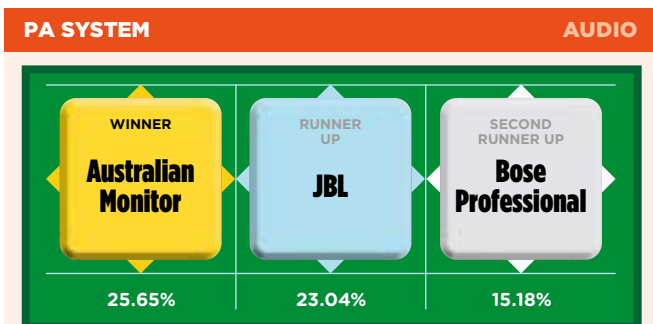 PA SYSTEM AUDIO
WINNER
Australian
Monitor
25.65%
RUNNER
UP
JBL
23.04%
SECOND
RUNNER UP
Bose
Professional
15.18%